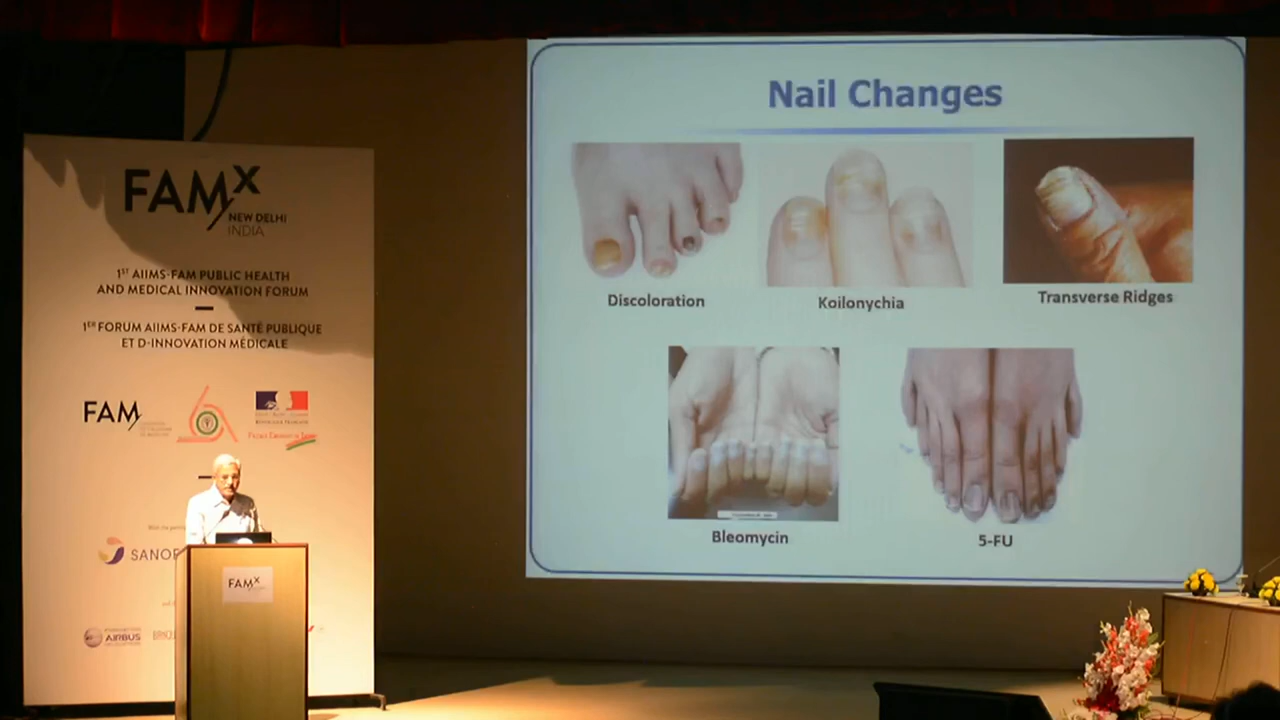 FAMx
NEW DELHI
INDIA
1ST AIIMS-FAM PUBLIC HEALTH
AND MEDICAL INNOVATION FORUM
1ER FORUM AIIMS-FAM DE SANTÉ PUBLIQUE
ET D-INNOVATION MÉDICALE
FAM
SANOF
AIRBUS
FAMX
Nail Changes
Discoloration
Koilonychia
Transverse Ridges
Bleomycin
5-FU